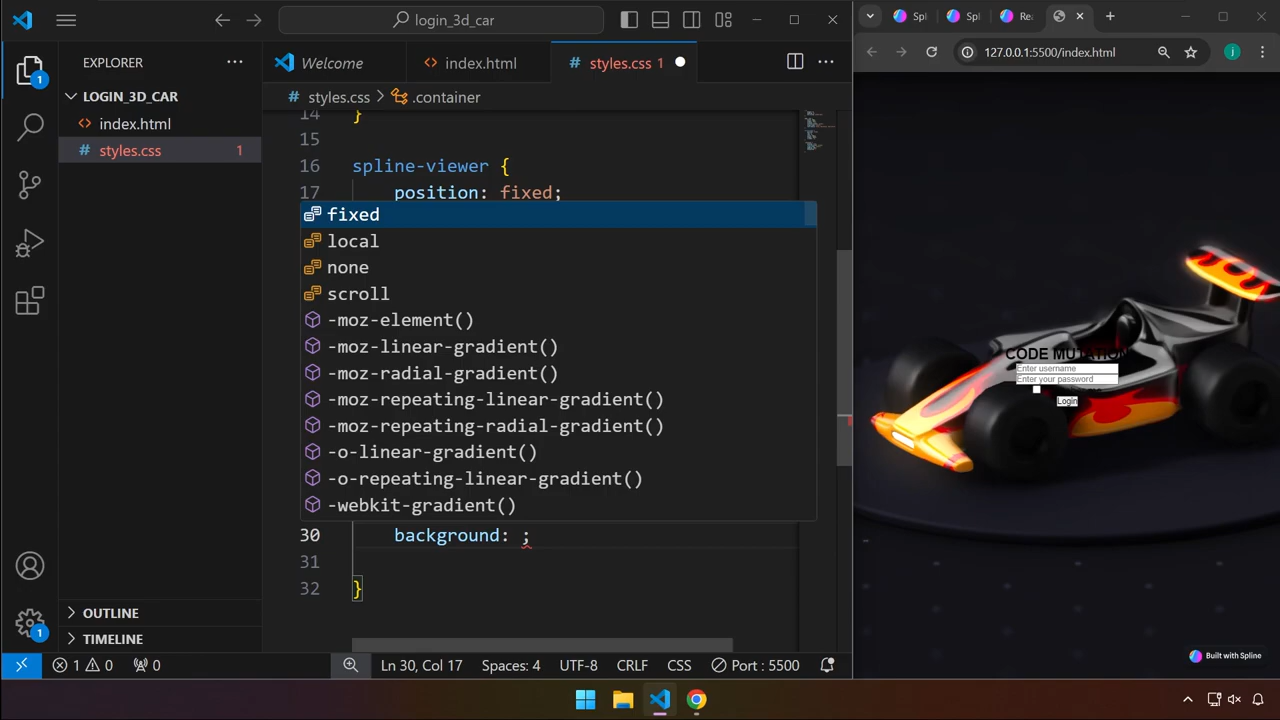 login_3d_car
Spl
Spl
Rea
127.0.0.1:5500/index.html
j
EXPLORER
Welcome
index.html
styles.css 1
1
LOGIN_3D_CAR
styles.css > .container
index.html
styles.css 1
14 }
15
16 spline-viewer {
17 position: fixed;
fixed
local
none
scroll
-moz-element()
-moz-linear-gradient()
-moz-radial-gradient()
-moz-repeating-linear-gradient()
-moz-repeating-radial-gradient()
-o-linear-gradient()
-o-repeating-linear-gradient()
-webkit-gradient()
30 background: ;
31
32 }
CODE MUTATION
Enter username
Enter your password
Login
OUTLINE
TIMELINE
1
1 0 0
Ln 30, Col 17 Spaces: 4 UTF-8 CRLF CSS Port : 5500
Built with Spline